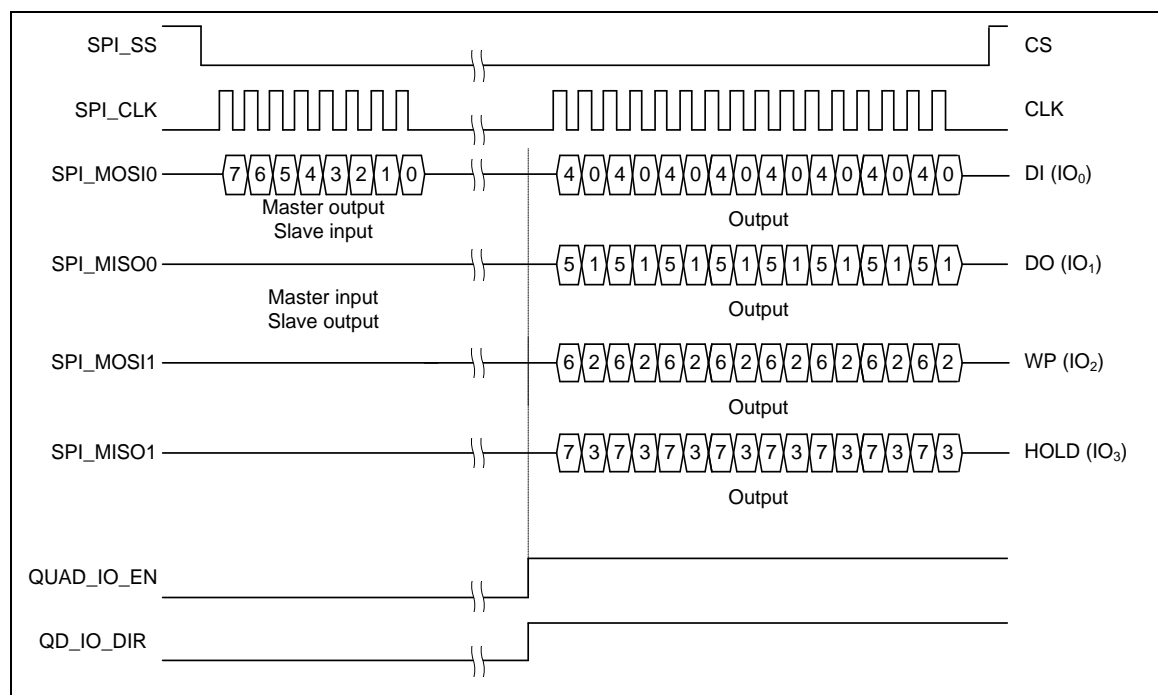 SPI_SS CS
SPI_CLK CLK
SPI_MOSI0 7 6 5 4 3 2 1 0 4 0 4 0 4 0 4 0 4 0 4 0 4 0 4 0 DI (IO₀)
Master output
Slave input
Output
SPI_MISO0 5 1 5 1 5 1 5 1 5 1 5 1 5 1 5 1 DO (IO₁)
Master input
Slave output
Output
SPI_MOSI1 6 2 6 2 6 2 6 2 6 2 6 2 6 2 6 2 WP (IO₂)
Output
SPI_MISO1 7 3 7 3 7 3 7 3 7 3 7 3 7 3 7 3 HOLD (IO₃)
Output
QUAD_IO_EN
QD_IO_DIR